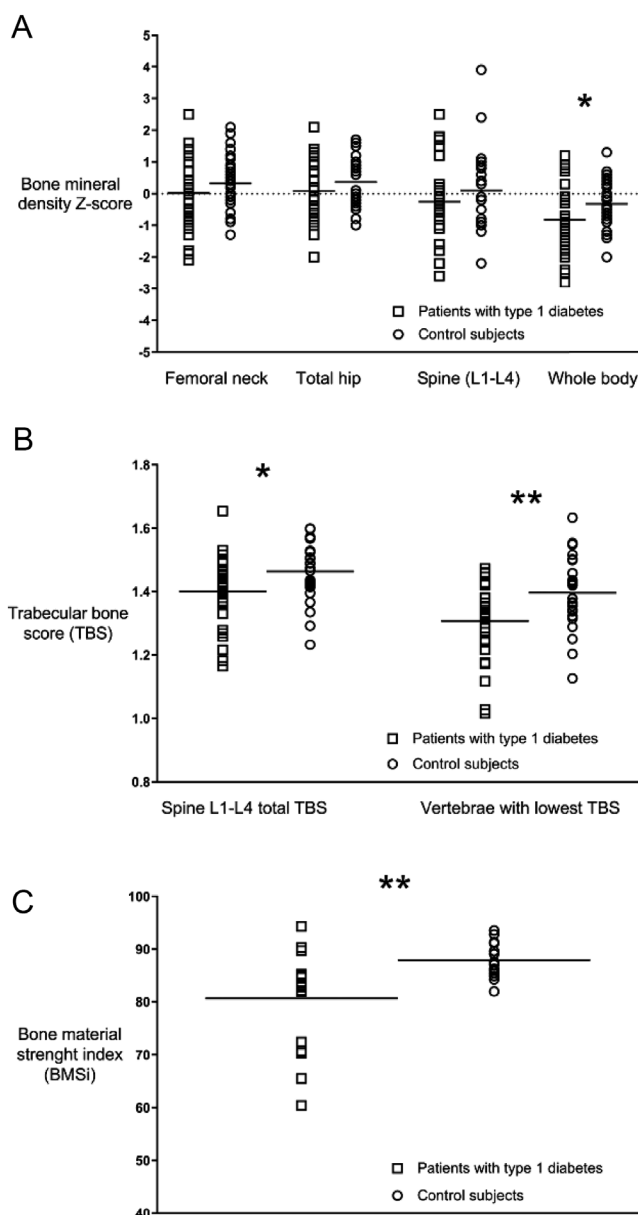 A
5
4
3
2
1
0
-1
-2
-3
-4
-5
Bone mineral
density Z-score
*
Patients with type 1 diabetes
Control subjects
Femoral neck Total hip Spine (L1-L4) Whole body
B
1.8
1.6
1.4
1.2
1.0
0.8
Trabecular bone
score (TBS)
* **
Patients with type 1 diabetes
Control subjects
Spine L1-L4 total TBS Vertebrae with lowest TBS
C
100
90
80
70
60
50
40
Bone material
strenght index
(BMSi)
**
Patients with type 1 diabetes
Control subjects